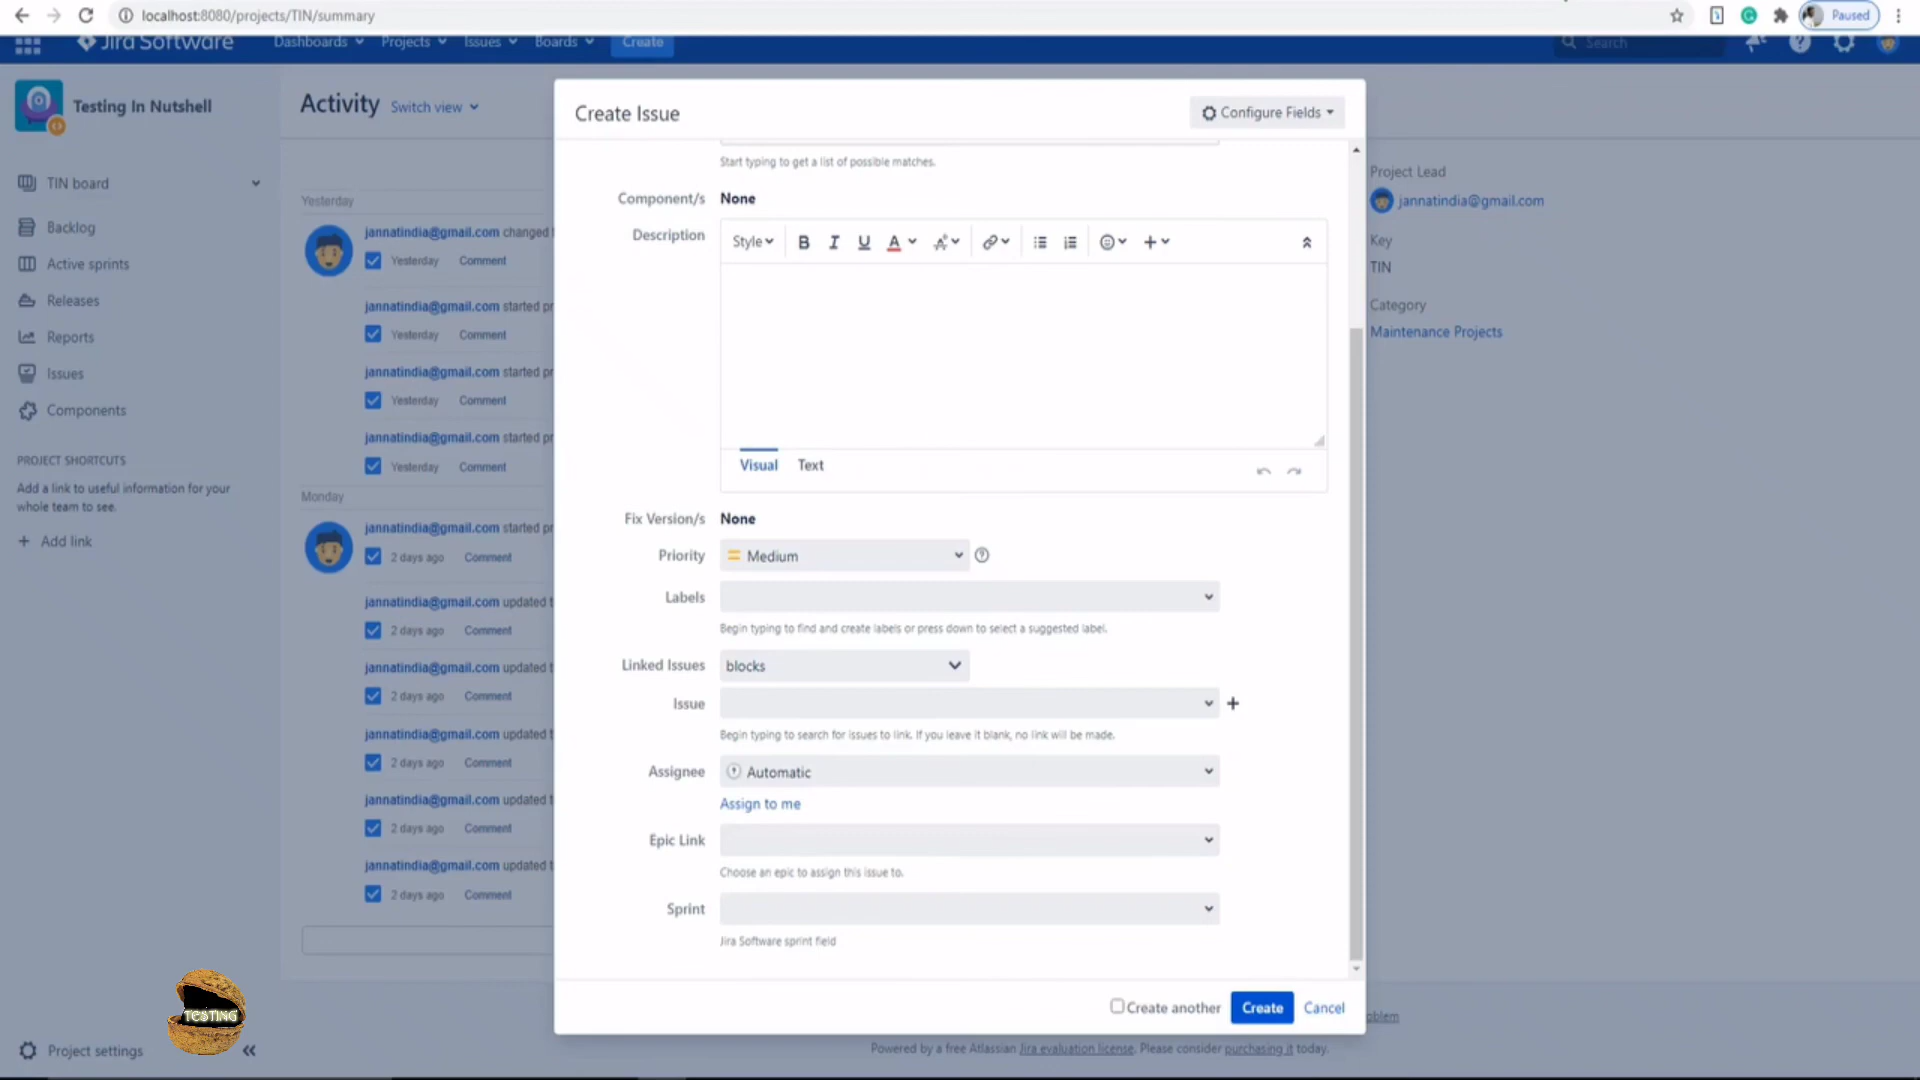 localhost:8080/projects/TIN/summary
Paused
Jira Software
Dashboards
Projects
Issues
Boards
Create
Search
Testing In Nutshell
TIN board
Backlog
Active sprints
Releases
Reports
Issues
Components
PROJECT SHORTCUTS
Add a link to useful information for your
whole team to see.
Add link
Project settings
TESTING
Activity
Switch view
Yesterday
jannatindia@gmail.com changed
Yesterday Comment
jannatindia@gmail.com started pr
Yesterday Comment
jannatindia@gmail.com started pr
Yesterday Comment
jannatindia@gmail.com started pr
Yesterday Comment
Monday
jannatindia@gmail.com started pr
2 days ago Comment
jannatindia@gmail.com updated t
2 days ago Comment
jannatindia@gmail.com updated t
2 days ago Comment
jannatindia@gmail.com updated t
2 days ago Comment
jannatindia@gmail.com updated t
2 days ago Comment
jannatindia@gmail.com updated t
2 days ago Comment
Create Issue
Configure Fields
Start typing to get a list of possible matches.
Component/s None
Description
Style B I U A
Visual Text
Fix Version/s None
Priority Medium
Labels
Begin typing to find and create labels or press down to select a suggested label.
Linked Issues blocks
Issue
Begin typing to search for issues to link. If you leave it blank, no link will be made.
Assignee Automatic
Assign to me
Epic Link
Choose an epic to assign this issue to.
Sprint
Jira Software sprint field
Create another Create Cancel
Project Lead
jannatindia@gmail.com
Key
TIN
Category
Maintenance Projects
oblem
Powered by a free Atlassian Jira evaluation license. Please consider purchasing it today.